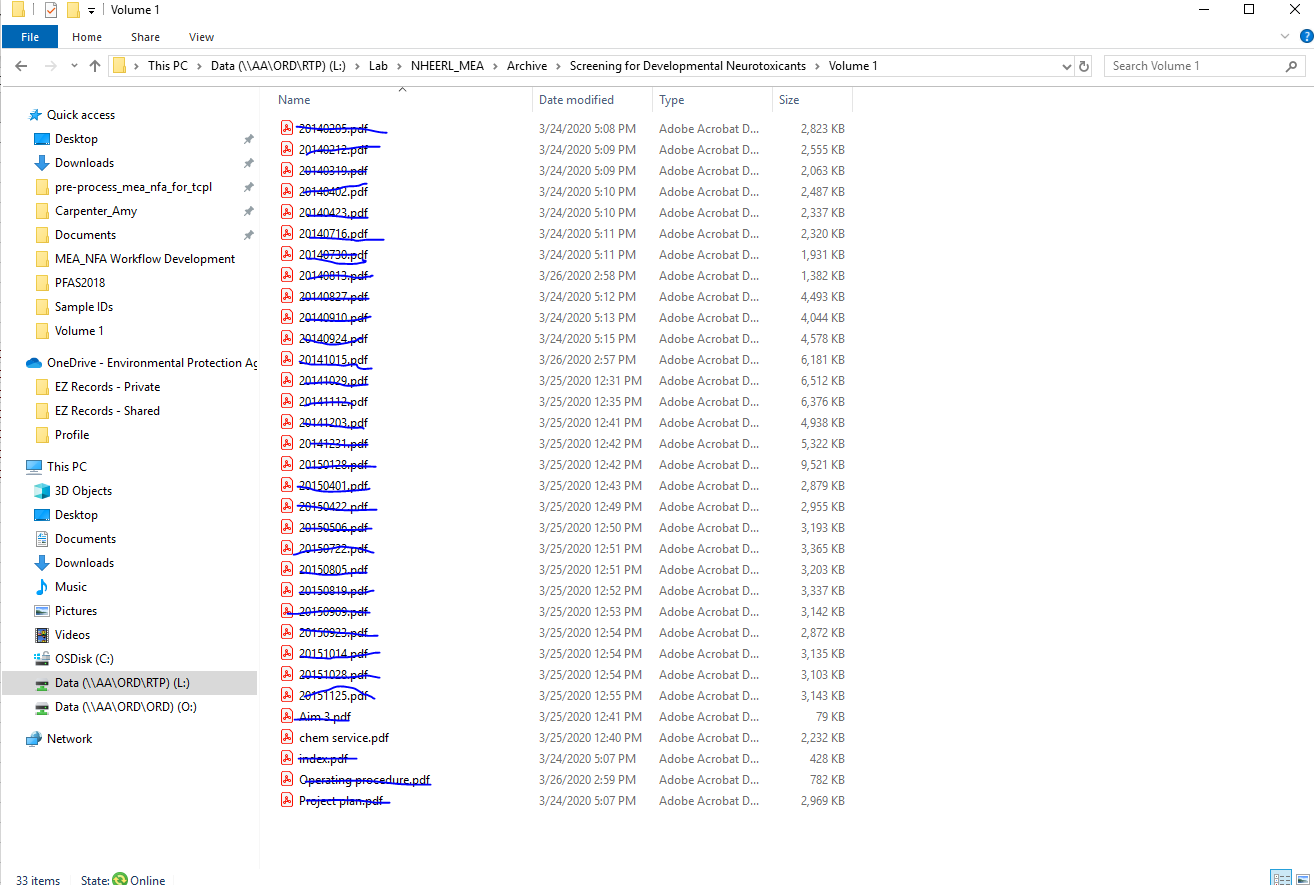 Volume 1
File Home Share View
This PC Data (\\AA\ORD\RTP) (L:) Lab NHEERL_MEA Archive Screening for Developmental Neurotoxicants Volume 1 Search Volume 1
Quick access
Desktop
Downloads
pre-process_mea_nfa_for_tcpl
Carpenter_Amy
Documents
MEA_NFA Workflow Development
PFAS2018
Sample IDs
Volume 1
OneDrive - Environmental Protection Ag
EZ Records - Private
EZ Records - Shared
Profile
This PC
3D Objects
Desktop
Documents
Downloads
Music
Pictures
Videos
OSDisk (C:)
Data (\\AA\ORD\RTP) (L:)
Data (\\AA\ORD\ORD) (O:)
Network
Name Date modified Type Size
20140205.pdf 3/24/2020 5:08 PM Adobe Acrobat D... 2,823 KB
20140212.pdf 3/24/2020 5:09 PM Adobe Acrobat D... 2,555 KB
20140319.pdf 3/24/2020 5:09 PM Adobe Acrobat D... 2,063 KB
20140402.pdf 3/24/2020 5:10 PM Adobe Acrobat D... 2,487 KB
20140423.pdf 3/24/2020 5:10 PM Adobe Acrobat D... 2,337 KB
20140716.pdf 3/24/2020 5:11 PM Adobe Acrobat D... 2,320 KB
20140730.pdf 3/24/2020 5:11 PM Adobe Acrobat D... 1,931 KB
20140813.pdf 3/26/2020 2:58 PM Adobe Acrobat D... 1,382 KB
20140827.pdf 3/24/2020 5:12 PM Adobe Acrobat D... 4,493 KB
20140910.pdf 3/24/2020 5:13 PM Adobe Acrobat D... 4,044 KB
20140924.pdf 3/24/2020 5:15 PM Adobe Acrobat D... 4,578 KB
20141015.pdf 3/26/2020 2:57 PM Adobe Acrobat D... 6,181 KB
20141029.pdf 3/25/2020 12:31 PM Adobe Acrobat D... 6,512 KB
20141112.pdf 3/25/2020 12:35 PM Adobe Acrobat D... 6,376 KB
20141203.pdf 3/25/2020 12:41 PM Adobe Acrobat D... 4,938 KB
20141231.pdf 3/25/2020 12:42 PM Adobe Acrobat D... 5,322 KB
20150128.pdf 3/25/2020 12:42 PM Adobe Acrobat D... 9,521 KB
20150401.pdf 3/25/2020 12:43 PM Adobe Acrobat D... 2,879 KB
20150422.pdf 3/25/2020 12:49 PM Adobe Acrobat D... 2,955 KB
20150506.pdf 3/25/2020 12:50 PM Adobe Acrobat D... 3,193 KB
20150722.pdf 3/25/2020 12:51 PM Adobe Acrobat D... 3,365 KB
20150805.pdf 3/25/2020 12:51 PM Adobe Acrobat D... 3,203 KB
20150819.pdf 3/25/2020 12:52 PM Adobe Acrobat D... 3,337 KB
20150909.pdf 3/25/2020 12:53 PM Adobe Acrobat D... 3,142 KB
20150923.pdf 3/25/2020 12:54 PM Adobe Acrobat D... 2,872 KB
20151014.pdf 3/25/2020 12:54 PM Adobe Acrobat D... 3,135 KB
20151028.pdf 3/25/2020 12:54 PM Adobe Acrobat D... 3,103 KB
20151125.pdf 3/25/2020 12:55 PM Adobe Acrobat D... 3,143 KB
Aim 3.pdf 3/25/2020 12:41 PM Adobe Acrobat D... 79 KB
chem service.pdf 3/25/2020 12:40 PM Adobe Acrobat D... 2,232 KB
index.pdf 3/24/2020 5:07 PM Adobe Acrobat D... 428 KB
Operating procedure.pdf 3/26/2020 2:59 PM Adobe Acrobat D... 782 KB
Project plan.pdf 3/24/2020 5:07 PM Adobe Acrobat D... 2,969 KB
33 items State: Online